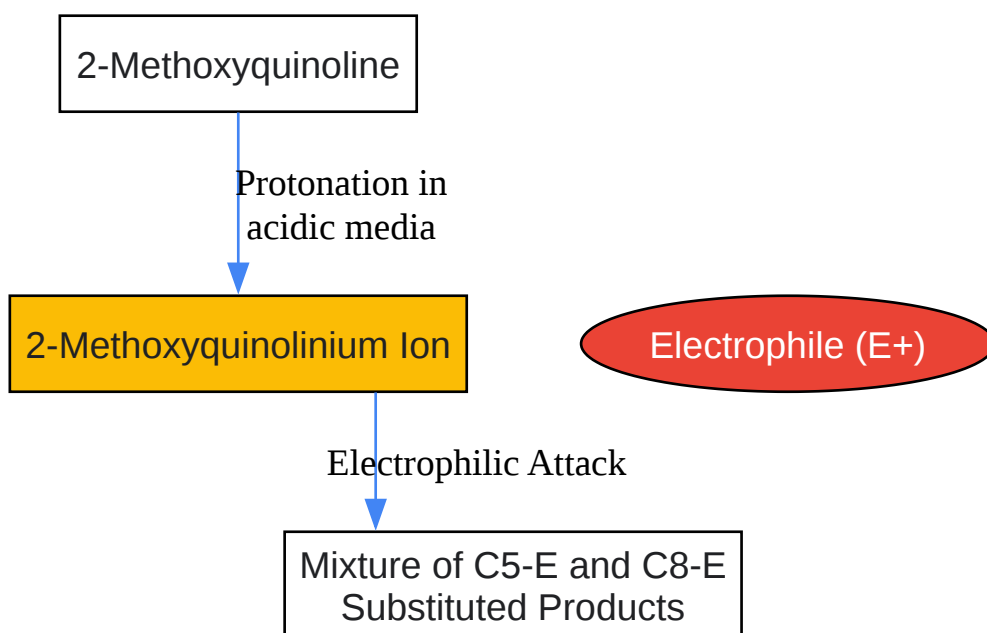 2-Methoxyquinoline
Protonation in
acidic media
2-Methoxyquinolinium Ion
Electrophile (E+)
Electrophilic Attack
Mixture of C5-E and C8-E
Substituted Products